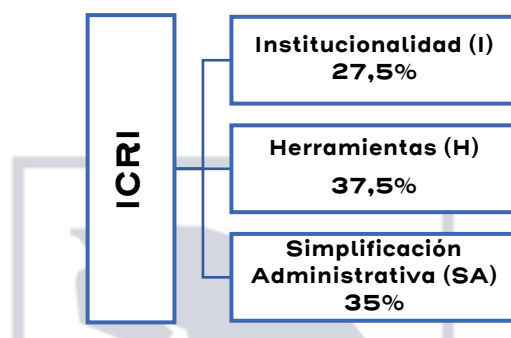 ICRI
Institucionalidad (I)
27,5%
Herramientas (H)
37,5%
Simplificación
Administrativa (SA)
35%